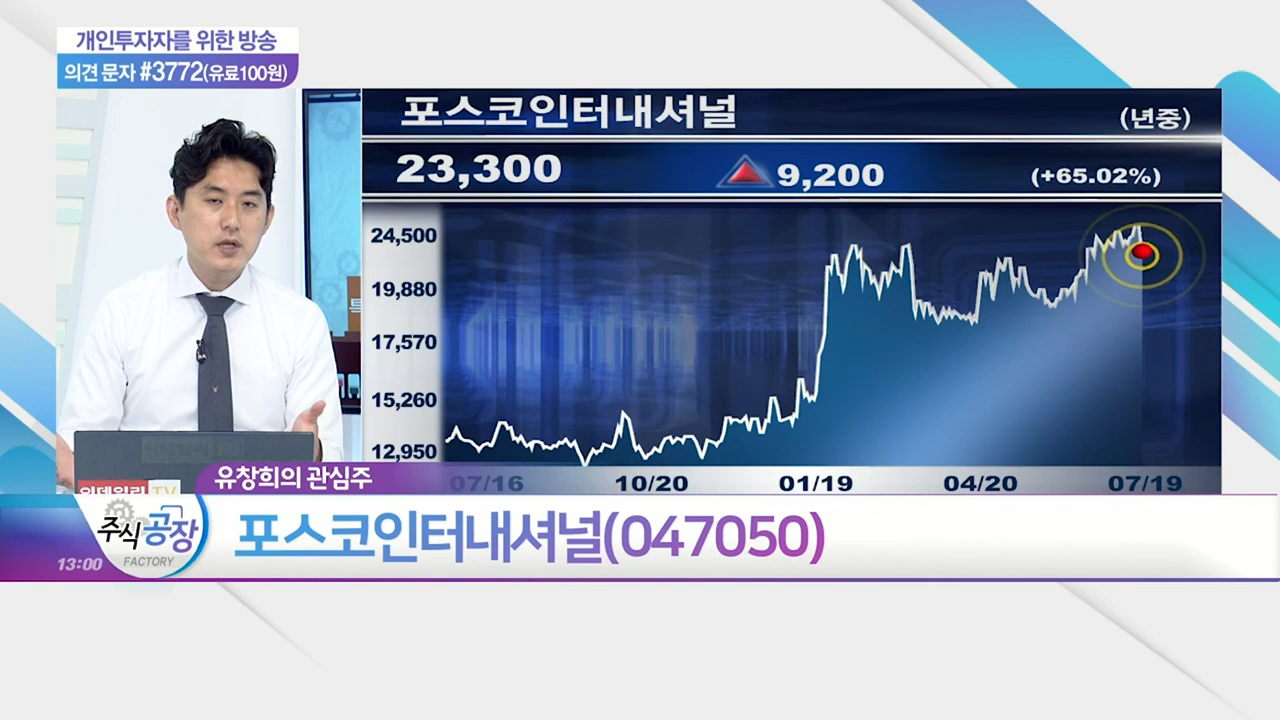 개인투자자를 위한 방송
의견 문자 #3772(유료100원)
포스코인터내셔널
(년중)
23,300
9,200
(+65.02%)
24,500
19,880
17,570
15,260
12,950
07/16
10/20
01/19
04/20
07/19
유창희의 관심주
주식공장
FACTORY
13:00
포스코인터내셔널(047050)